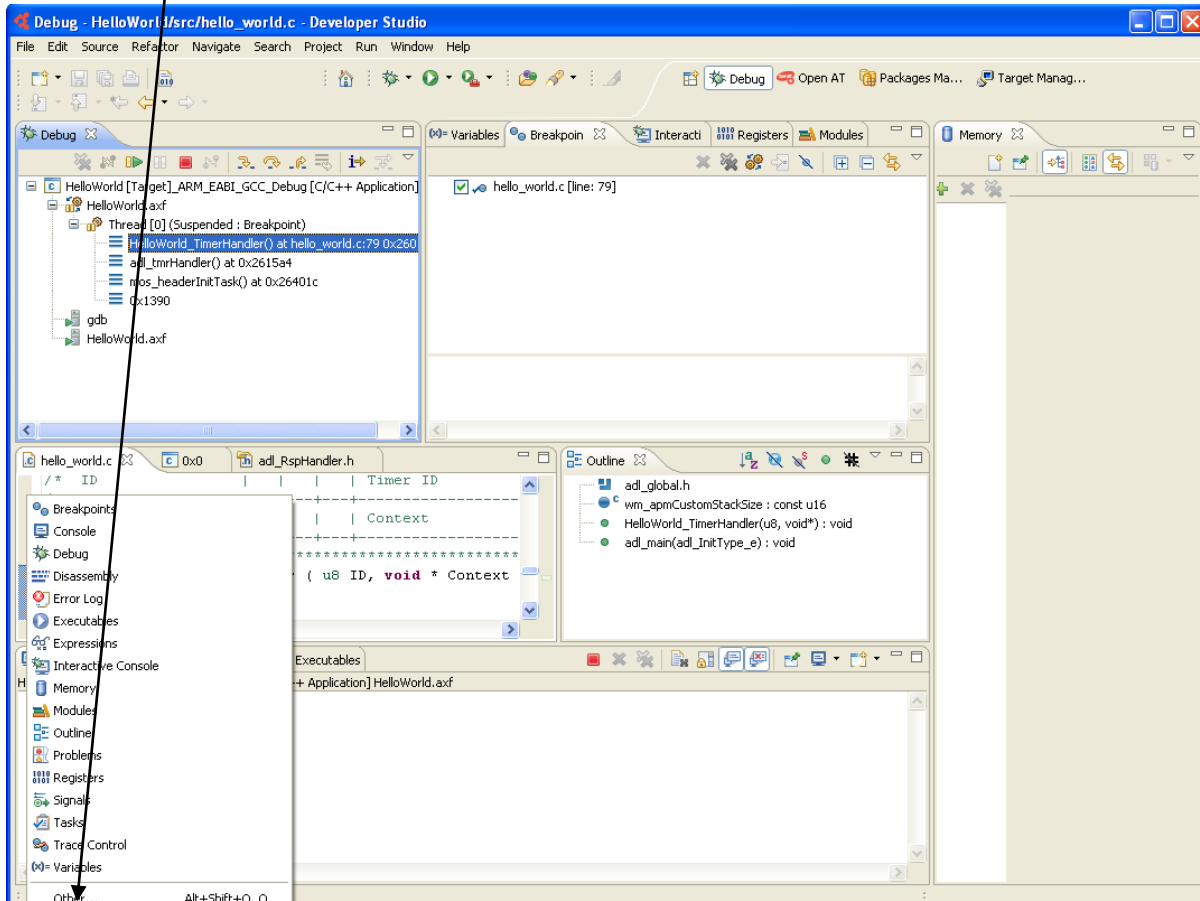 Debug - HelloWorld/src/hello_world.c - Developer Studio
File Edit Source Refactor Navigate Search Project Run Window Help
Debug Open AT Packages Ma... Target Manag...
Debug
(x)= Variables Breakpoin Interacti Registers Modules
Memory
HelloWorld [Target]_ARM_EABI_GCC_Debug [C/C++ Application]
HelloWorld.axf
Thread [0] (Suspended : Breakpoint)
HelloWorld_TimerHandler() at hello_world.c:79 0x260
adl_tmrHandler() at 0x2615a4
mos_headerInitTask() at 0x26401c
0x1390
gdb
HelloWorld.axf
hello_world.c [line: 79]
hello_world.c 0x0 adl_RspHandler.h
/* ID | | | | Timer ID
--+---+-----------------
| | Context
--+---+-----------------
***********************
( u8 ID, void * Context
Outline
adl_global.h
wm_apmCustomStackSize : const u16
HelloWorld_TimerHandler(u8, void*) : void
adl_main(adl_InitType_e) : void
Executables
H
++ Application] HelloWorld.axf
Breakpoints
Console
Debug
Disassembly
Error Log
Executables
Expressions
Interactive Console
Memory
Modules
Outline
Problems
Registers
Signals
Tasks
Trace Control
(x)= Variables
Other... Alt+Shift+Q, Q